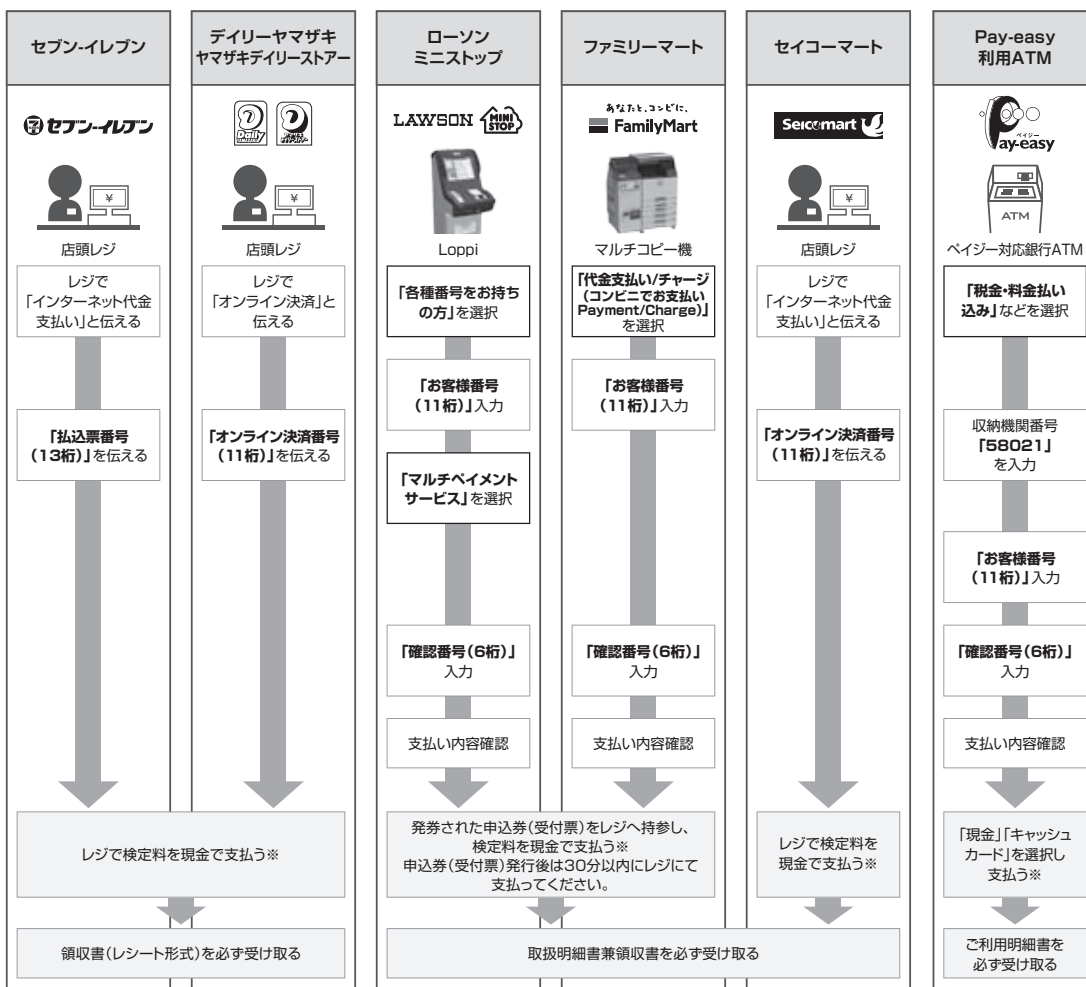 セブン-イレブン
デイリーヤマザキ
ヤマザキデイリーストアー
ローソン
ミニストップ
ファミリーマート
セイコーマート
Pay-easy
利用ATM
セブン-イレブン
Daily
LAWSON
MINI
STOP
あなたと、コンビに、
FamilyMart
Seicomart
ペイジー
Pay-easy
¥
¥
¥
ATM
店頭レジ
店頭レジ
Loppi
マルチコピー機
店頭レジ
ペイジー対応銀行ATM
レジで
「インターネット代金
支払い」と伝える
レジで
「オンライン決済」と
伝える
「各種番号をお持ち
の方」を選択
「代金支払い/チャージ
(コンビニでお支払い
Payment/Charge)」
を選択
レジで
「インターネット代金
支払い」と伝える
「税金・料金払い
込み」などを選択
「お客様番号
(11桁)」入力
「お客様番号
(11桁)」入力
「払込票番号
(13桁)」を伝える
「オンライン決済番号
(11桁)」を伝える
「オンライン決済番号
(11桁)」を伝える
収納機関番号
「58021」
を入力
「マルチペイメント
サービス」を選択
「お客様番号
(11桁)」入力
「確認番号(6桁)」
入力
「確認番号(6桁)」
入力
「確認番号(6桁)」
入力
支払い内容確認
支払い内容確認
支払い内容確認
レジで検定料を現金で支払う※
発券された申込券(受付票)をレジへ持参し、
検定料を現金で支払う※
申込券(受付票)発行後は30分以内にレジにて
支払ってください。
レジで検定料を
現金で支払う※
「現金」「キャッシュ
カード」を選択し
支払う※
領収書(レシート形式)を必ず受け取る
取扱明細書兼領収書を必ず受け取る
ご利用明細書を
必ず受け取る